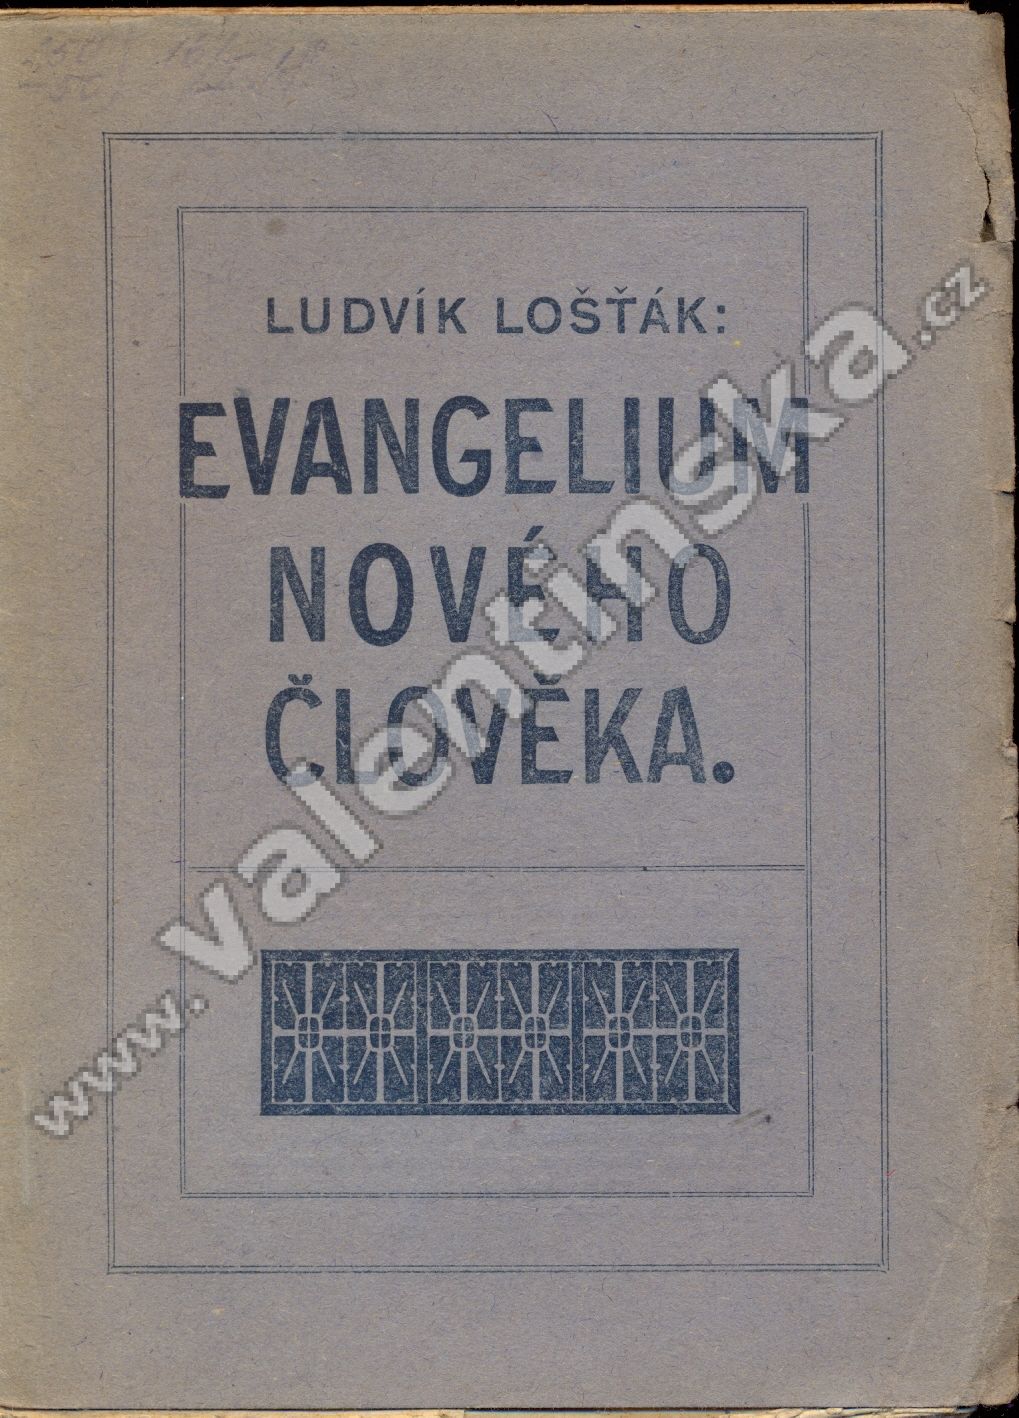 LUDVÍK LOŠŤÁK:
EVANGELIUM
NOVÉHO
ČLOVĚKA.
www.valentinska.cz